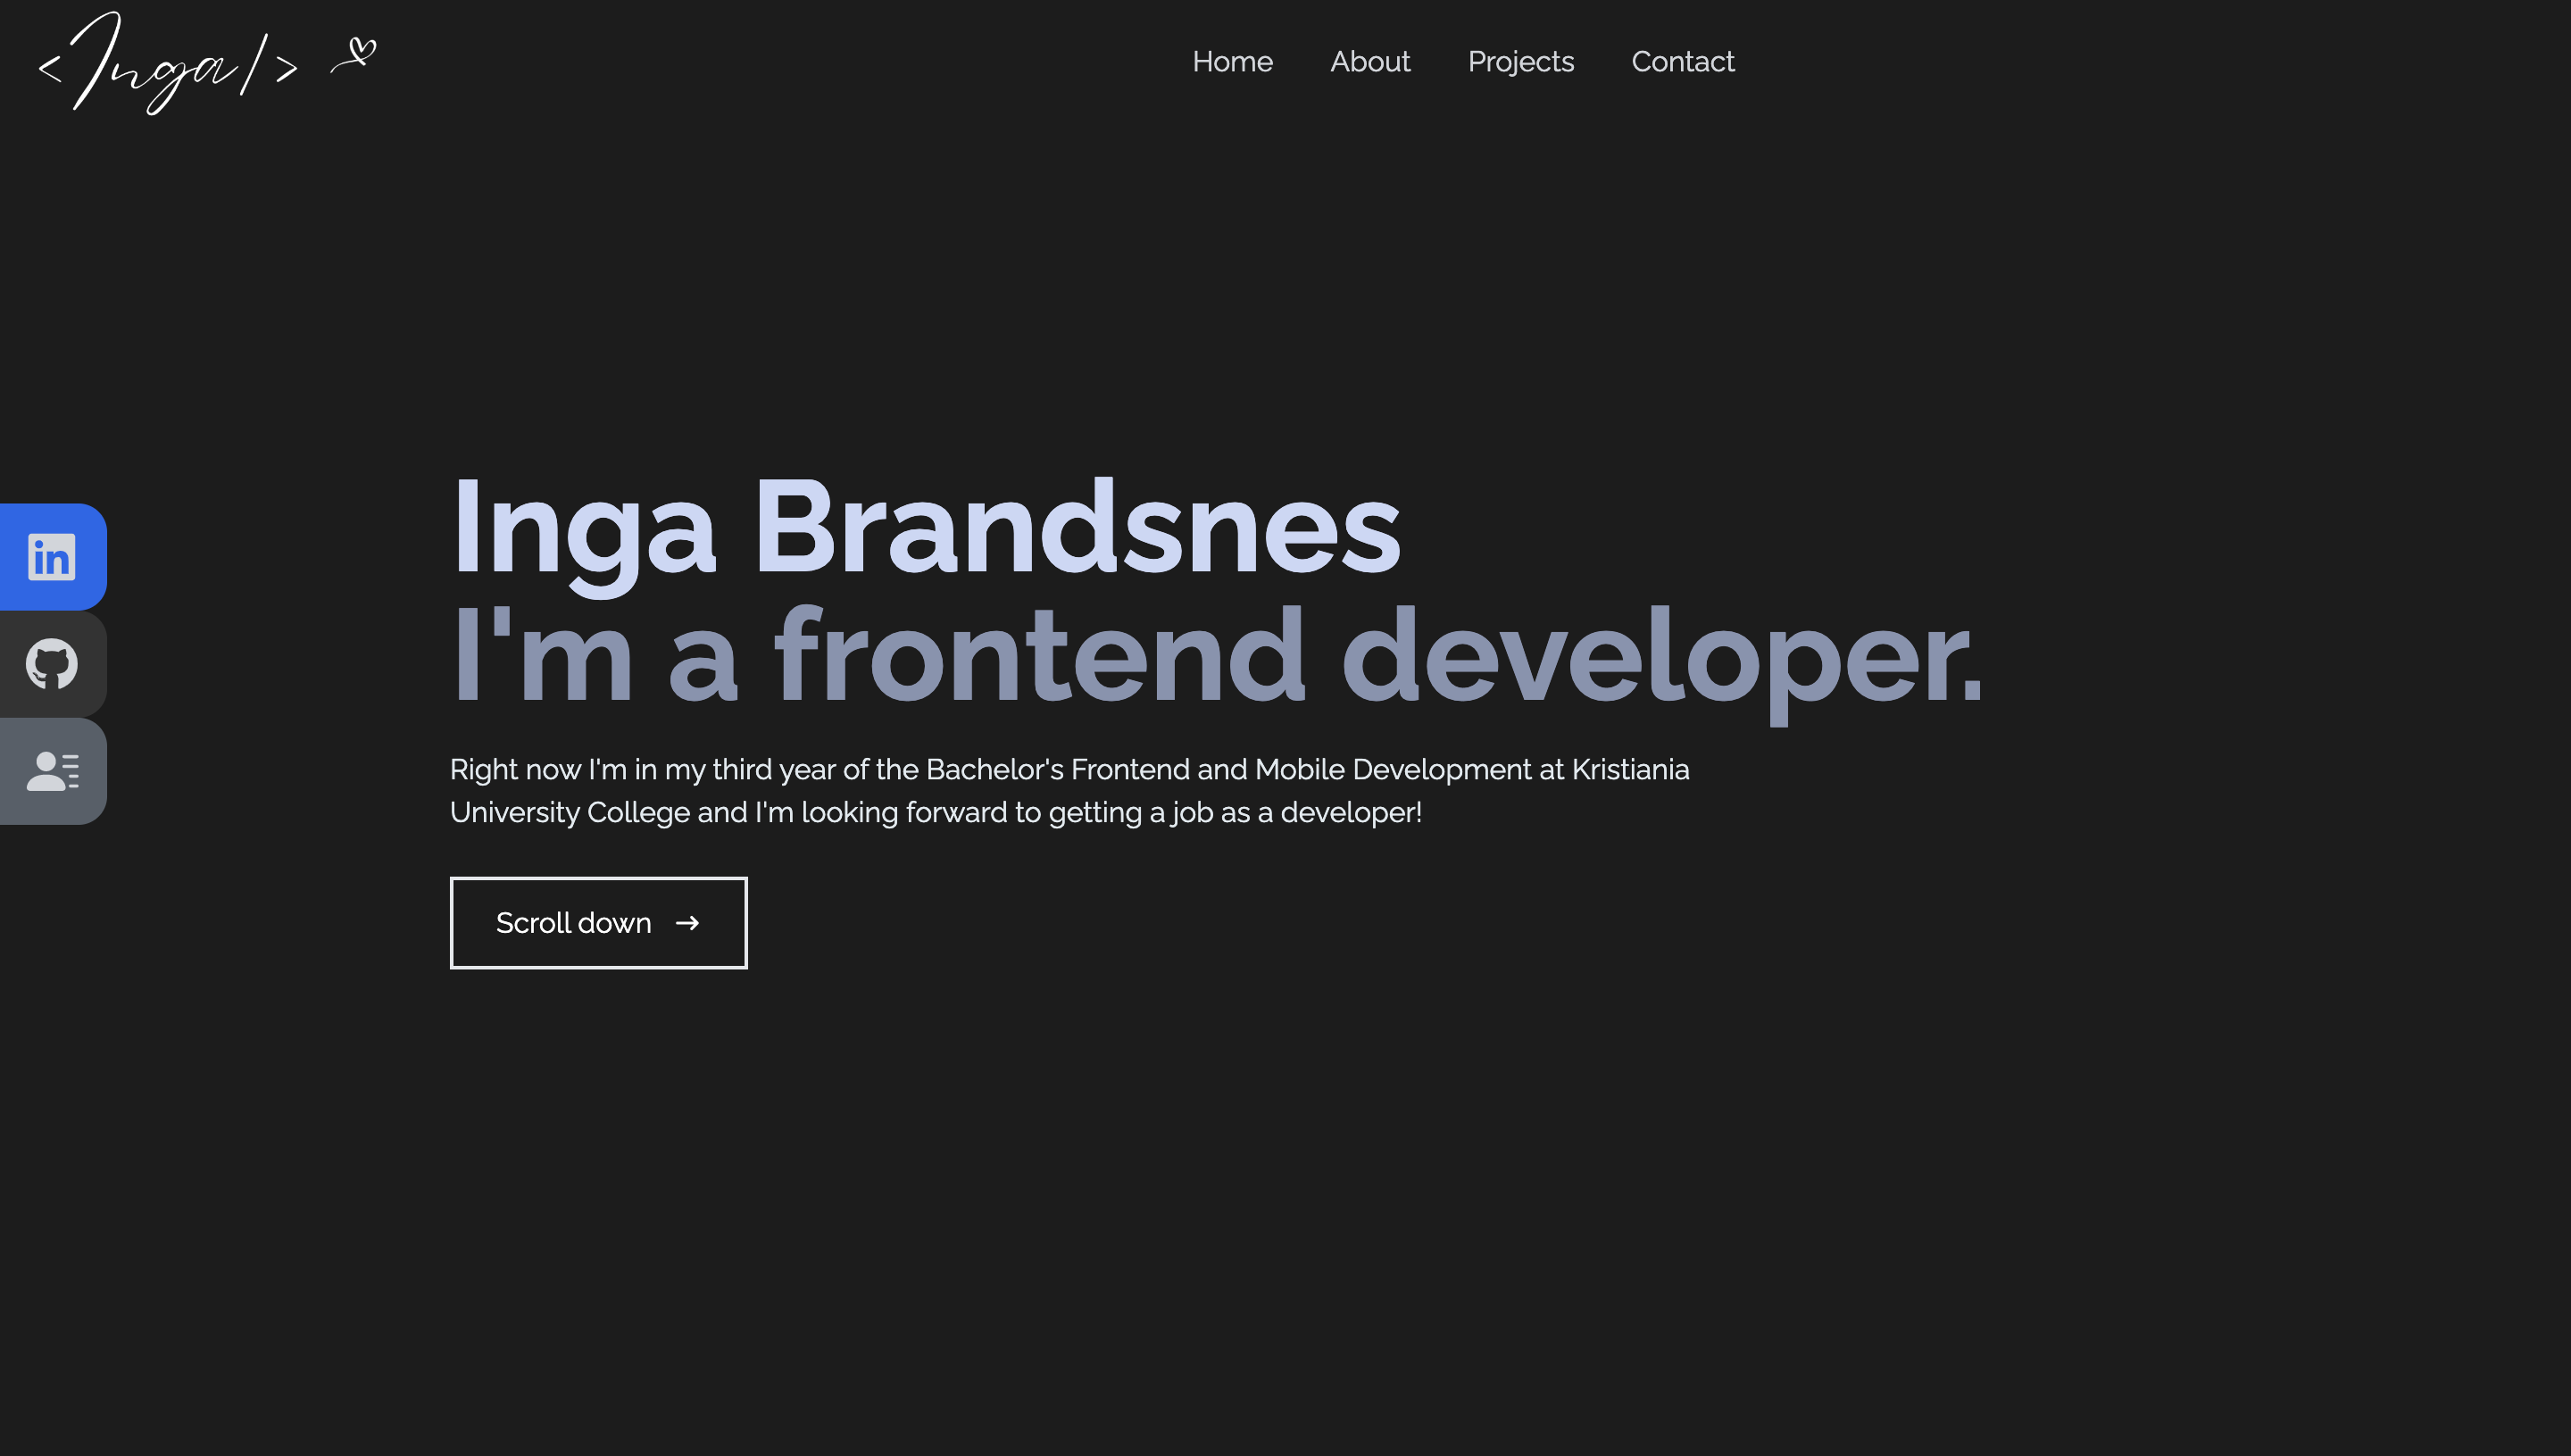 <Inga/>
Home About Projects Contact
Inga Brandsnes
I'm a frontend developer.
in
Right now I'm in my third year of the Bachelor's Frontend and Mobile Development at Kristiania
University College and I'm looking forward to getting a job as a developer!
Scroll down →